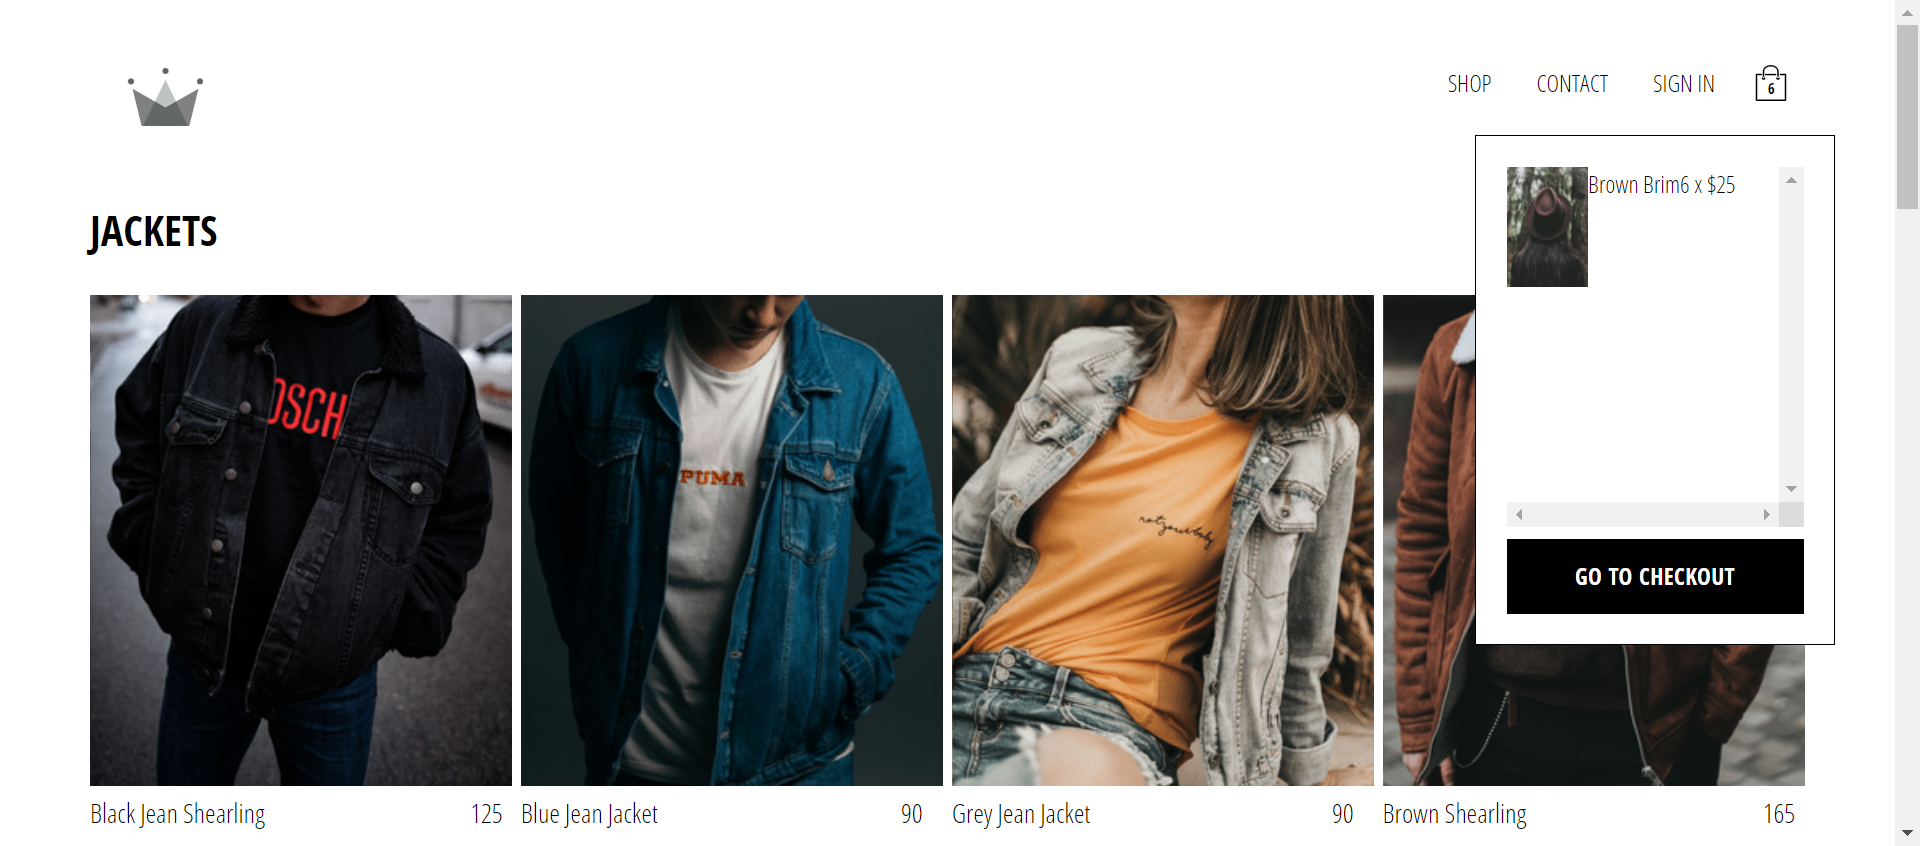 SHOP CONTACT SIGN IN 6
Brown Brim6 x $25
JACKETS
OSCH
PUMA
notyourbaby
GO TO CHECKOUT
Black Jean Shearling 125
Blue Jean Jacket 90
Grey Jean Jacket 90
Brown Shearling 165